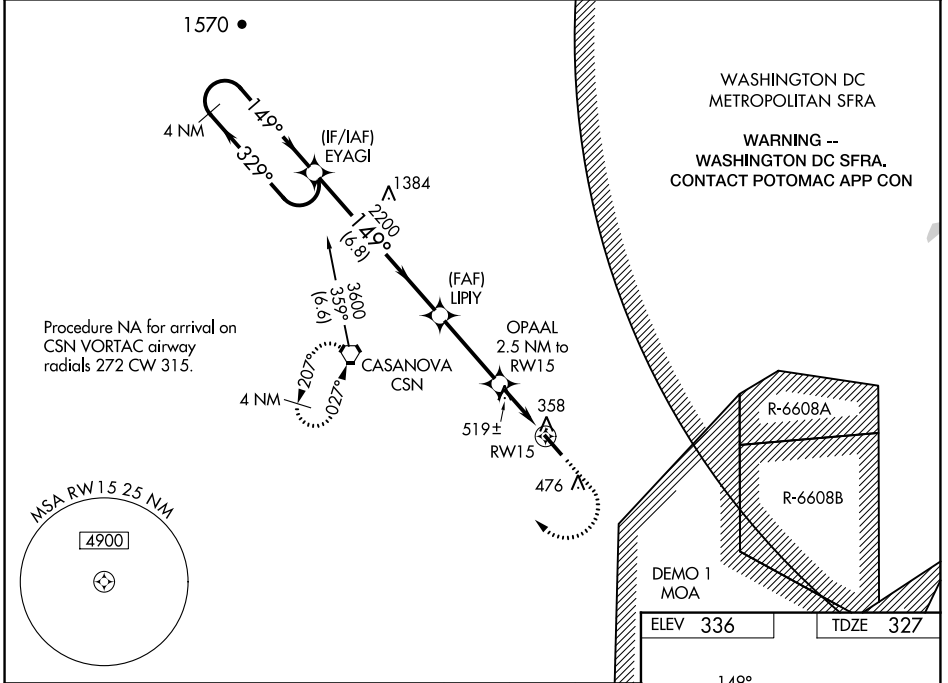 1570
WASHINGTON DC
METROPOLITAN SFRA
WARNING --
WASHINGTON DC SFRA.
CONTACT POTOMAC APP CON
4 NM
149°
329°
(IF/IAF)
EYAGI
1384
2200
149°
(6.8)
3600
359°
(6.6)
(FAF)
LIPIY
Procedure NA for arrival on
CSN VORTAC airway
radials 272 CW 315.
OPAAL
2.5 NM to
RW15
CASANOVA
CSN
207°
027°
4 NM
519±
358
RW15
476
R-6608A
R-6608B
MSA RW15 25 NM
4900
DEMO 1
MOA
ELEV 336
TDZE 327
149°